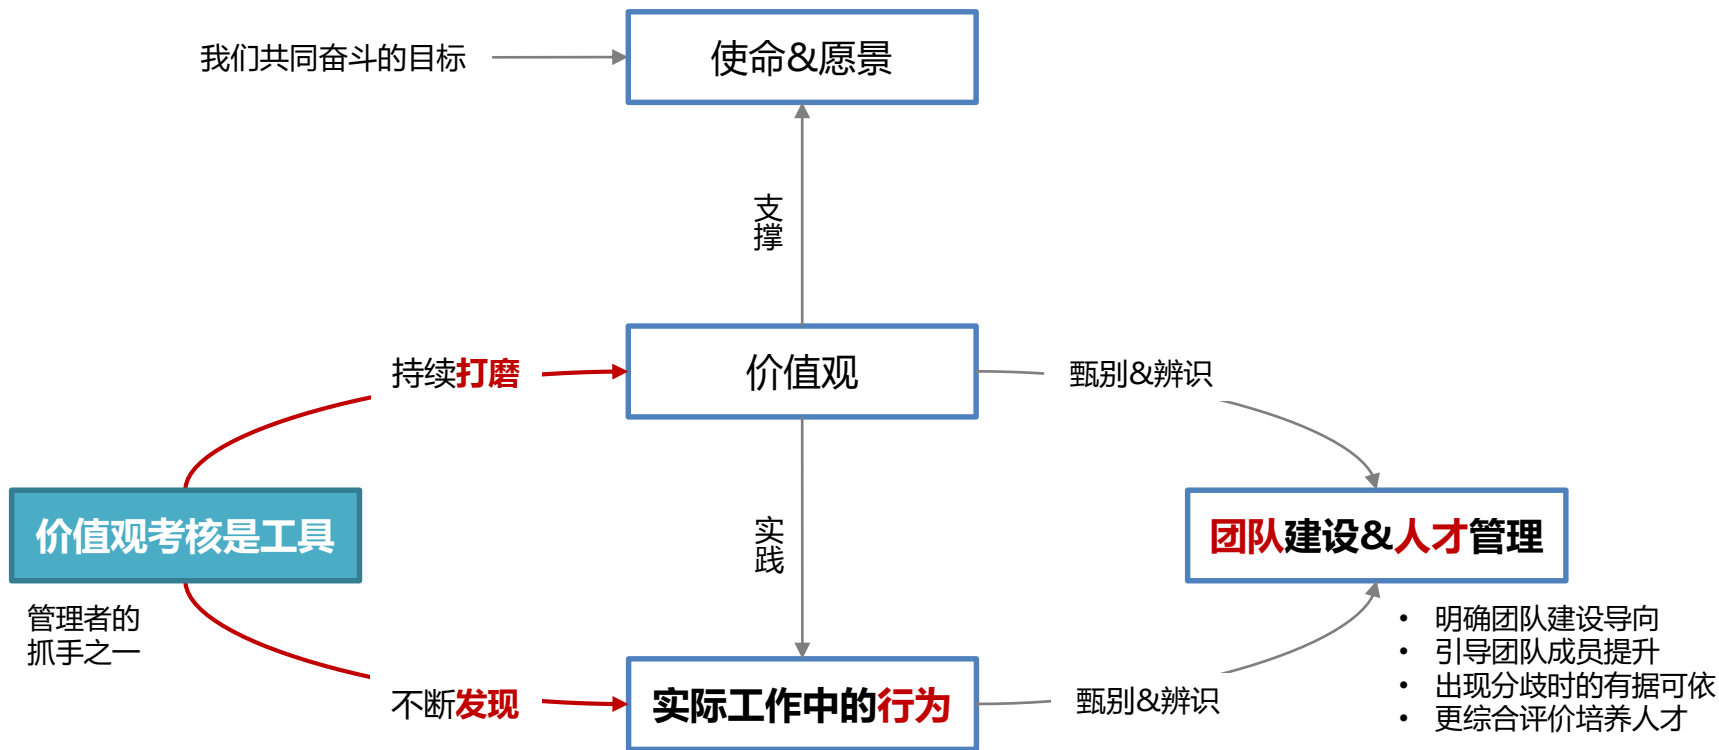 我们共同奋斗的目标
使命&愿景
支撑
持续打磨
价值观
甄别&辨识
价值观考核是工具
实践
团队建设&人才管理
管理者的
抓手之一
不断发现
实际工作中的行为
甄别&辨识
• 明确团队建设导向
• 引导团队成员提升
• 出现分歧时的有据可依
• 更综合评价培养人才